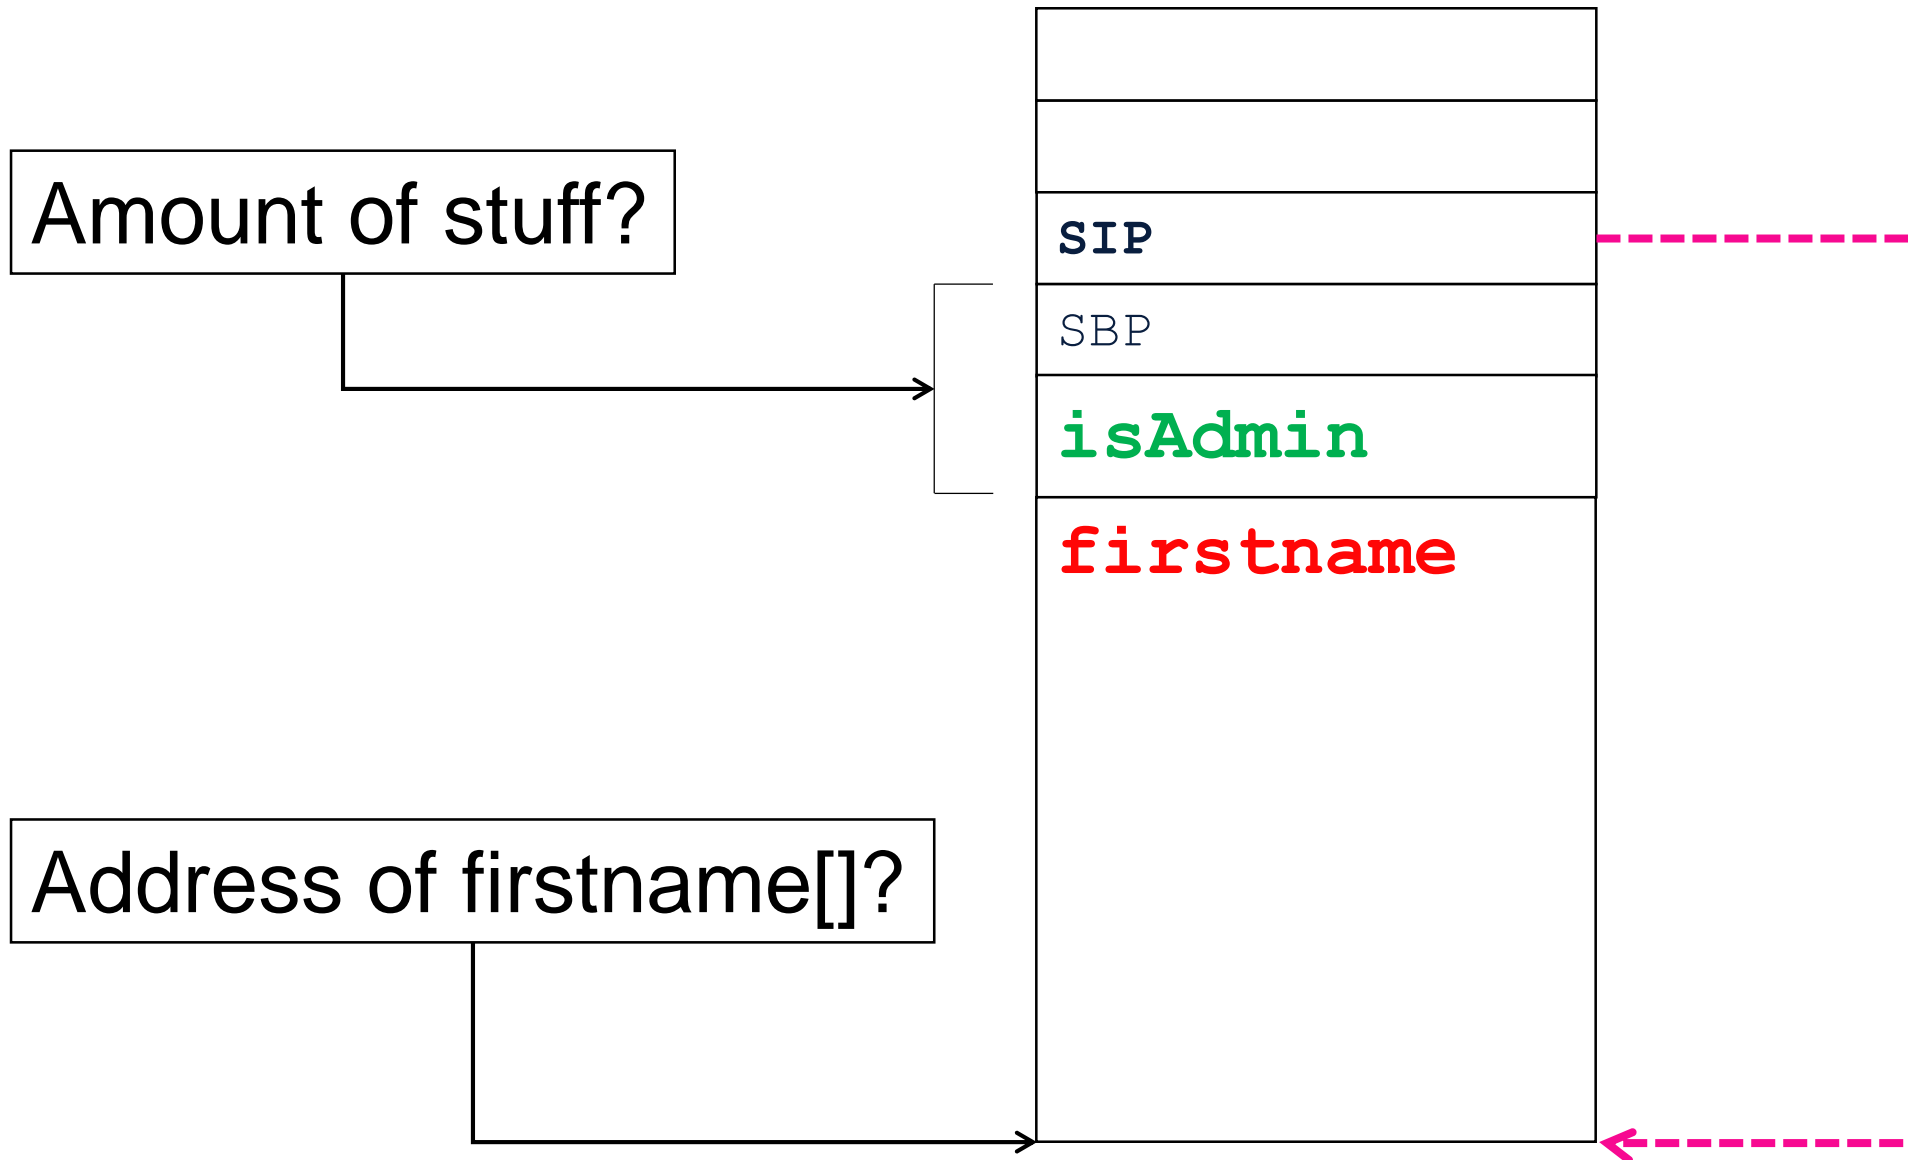 Amount of stuff?
SIP
SBP
isAdmin
firstname
Address of firstname[]?